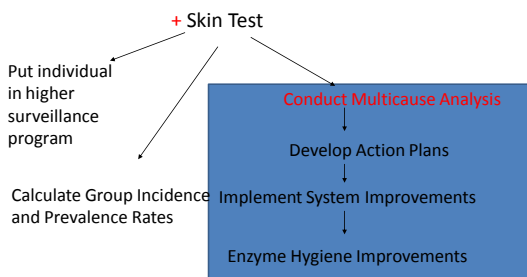 + Skin Test
Put individual
in higher
surveillance
program
Conduct Multicause Analysis
Develop Action Plans
Calculate Group Incidence
and Prevalence Rates
Implement System Improvements
Enzyme Hygiene Improvements